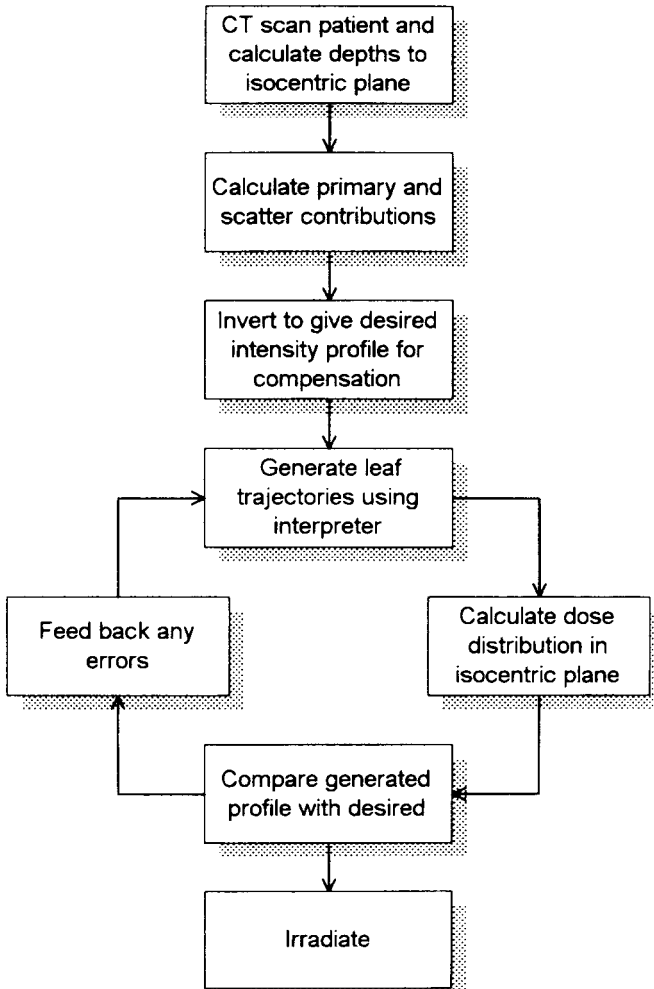 CT scan patient and
calculate depths to
isocentric plane
Calculate primary and
scatter contributions
Invert to give desired
intensity profile for
compensation
Generate leaf
trajectories using
interpreter
Feed back any
errors
Calculate dose
distribution in
isocentric plane
Compare generated
profile with desired
Irradiate